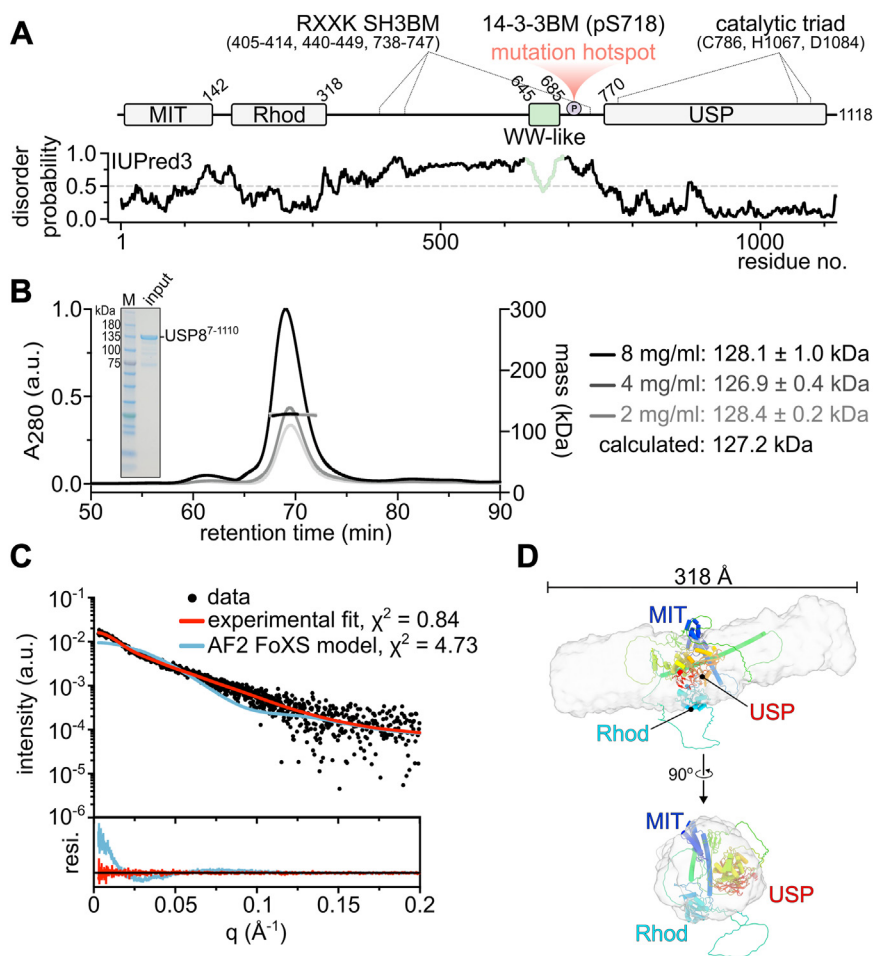 A
RXXK SH3BM
(405-414, 440-449, 738-747)
14-3-3BM (pS718)
mutation hotspot
catalytic triad
(C786, H1067, D1084)
142
318
645
685
770
P
MIT
Rhod
USP
1118
WW-like
IUPred3
disorder
probability
1.0
0.5
0.0
1
500
1000
residue no.
B
M
input
kDa
180
135
100
75
-USP8⁷⁻¹¹¹⁰
A280 (a.u.)
1.0
0.5
0.0
300
200
100
0
mass (kDa)
50
60
70
80
90
retention time (min)
8 mg/ml: 128.1 ± 1.0 kDa
4 mg/ml: 126.9 ± 0.4 kDa
2 mg/ml: 128.4 ± 0.2 kDa
calculated: 127.2 kDa
C
data
experimental fit, χ² = 0.84
AF2 FoXS model, χ² = 4.73
intensity (a.u.)
10⁻¹
10⁻²
10⁻³
10⁻⁴
10⁻⁵
10⁻⁶
resi.
0
0.05
0.1
0.15
0.2
q (Å⁻¹)
D
318 Å
MIT
USP
Rhod
90º
MIT
USP
Rhod